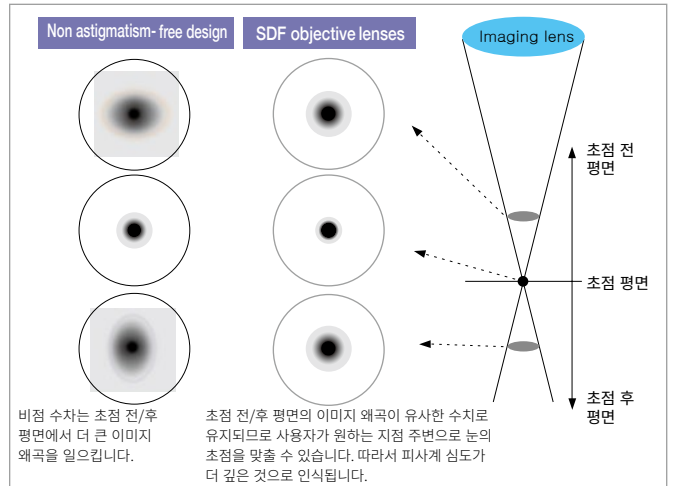 Non astigmatism- free design
SDF objective lenses
Imaging lens
초점 전
평면
초점 평면
초점 후
평면
비점 수차는 초점 전/후
평면에서 더 큰 이미지
왜곡을 일으킵니다.
초점 전/후 평면의 이미지 왜곡이 유사한 수치로
유지되므로 사용자가 원하는 지점 주변으로 눈의
초점을 맞출 수 있습니다. 따라서 피사계 심도가
더 깊은 것으로 인식됩니다.